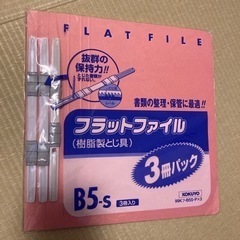 FLAT FILE
抜群の
保持力!!
書類の整理・保管に最適!!
フラットファイル
(樹脂製とじ具)
3冊パック
B5-S
3冊入り
KOKUYO